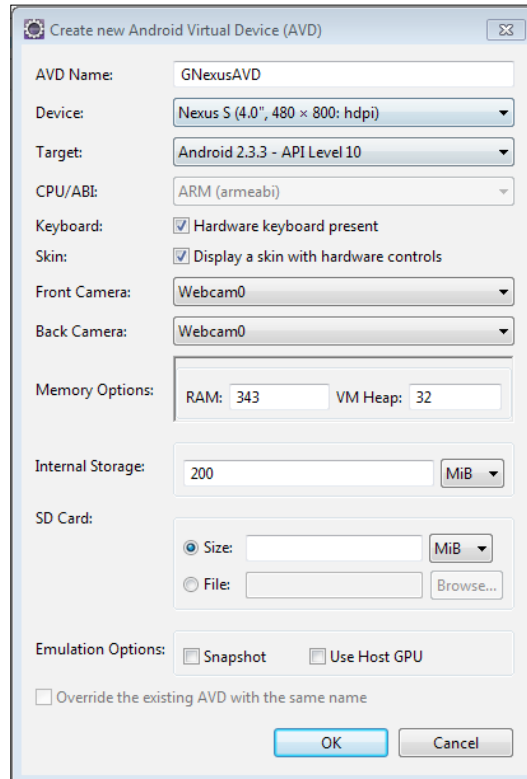 Create new Android Virtual Device (AVD)
AVD Name: GNexusAVD
Device: Nexus S (4.0", 480 × 800: hdpi)
Target: Android 2.3.3 - API Level 10
CPU/ABI: ARM (armeabi)
Keyboard: Hardware keyboard present
Skin: Display a skin with hardware controls
Front Camera: Webcam0
Back Camera: Webcam0
Memory Options: RAM: 343 VM Heap: 32
Internal Storage: 200 MiB
SD Card:
Size: MiB
File: Browse...
Emulation Options: Snapshot Use Host GPU
Override the existing AVD with the same name
OK Cancel